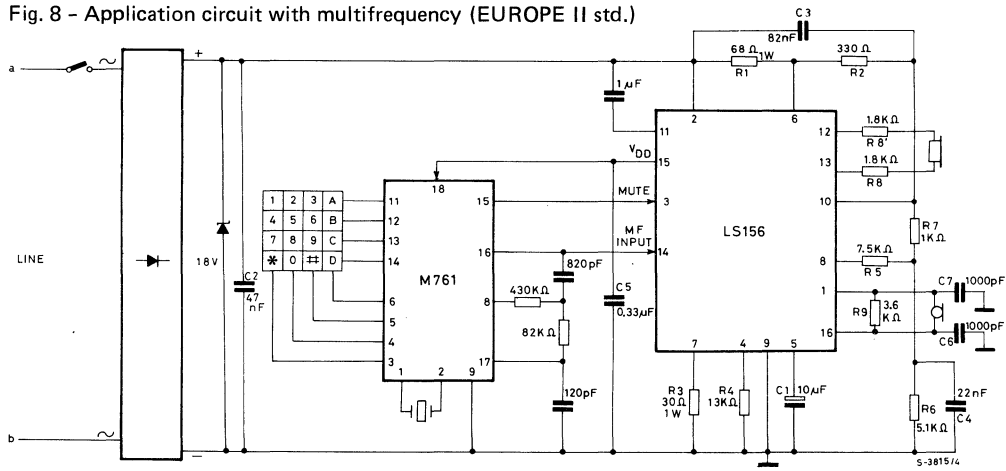 Fig. 8 - Application circuit with multifrequency (EUROPE II std.)
C3
82nF
68 Ω
1W
R1
330 Ω
R2
a
+
1 μF
2
6
11
12
1.8KΩ
R8'
VDD
15
13
1.8KΩ
R8
18
1 2 3 A
4 5 6 B
7 8 9 C
* 0 # D
11
12
13
14
15
MUTE
3
10
LS156
R7
1KΩ
LINE
18V
C2
47
nF
M761
16
MF
INPUT
14
820pF
7.5KΩ
R5
8
6
5
4
3
8
430KΩ
82KΩ
C5
0,33μF
1
16
R9
3.6
KΩ
C7
1000pF
1000pF
C6
17
1
2
9
120pF
7
4
9
5
R3
30Ω
1W
R4
13KΩ
C1
10μF
R6
5.1KΩ
22nF
C4
b
−
S-3815/4